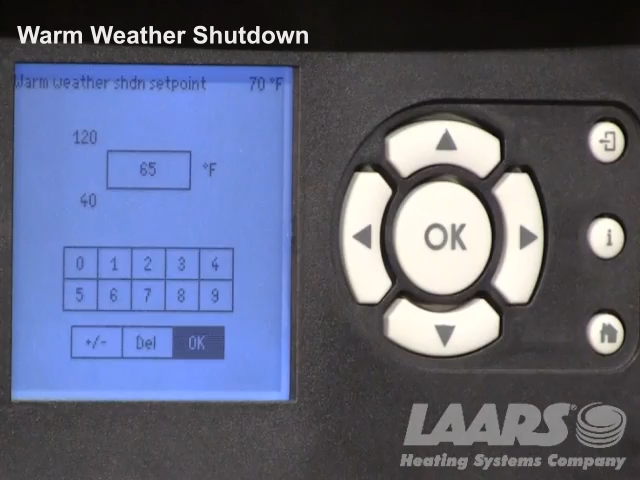 Warm Weather Shutdown
Warm weather shdn setpoint 70 °F
120
65 °F
40
0 1 2 3 4
5 6 7 8 9
+/- Del OK
OK
i
LAARS®
Heating Systems Company